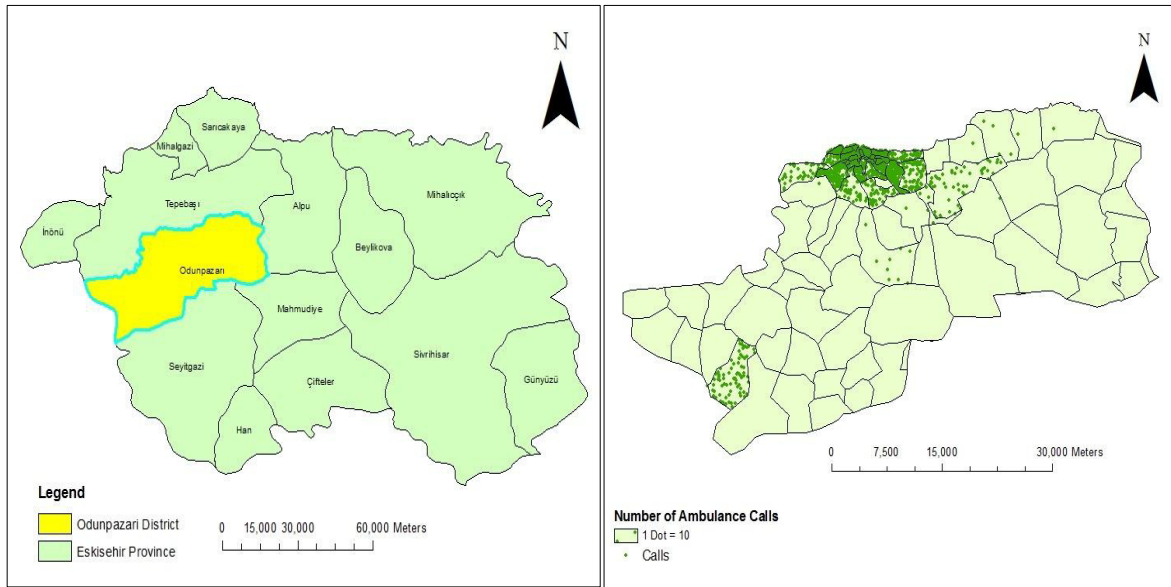 N
Sarıcakaya
Mihalgazi
Mihalıççık
Tepebaşı
Alpu
İnönü
Beylikova
Odunpazarı
Mahmudiye
Sivrihisar
Seyitgazi
Çifteler
Günyüzü
Han
Legend
Odunpazari District
Eskisehir Province
0 15,000 30,000 60,000 Meters
N
0 7,500 15,000 30,000 Meters
Number of Ambulance Calls
1 Dot = 10
Calls